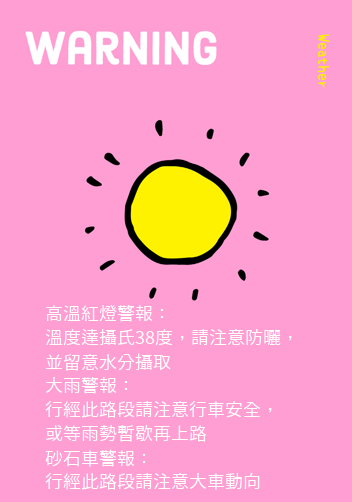 WARNING
Weather
高溫紅燈警報：
溫度達攝氏38度，請注意防曬，
並留意水分攝取
大雨警報：
行經此路段請注意行車安全，
或等雨勢暫歇再上路
砂石車警報：
行經此路段請注意大車動向